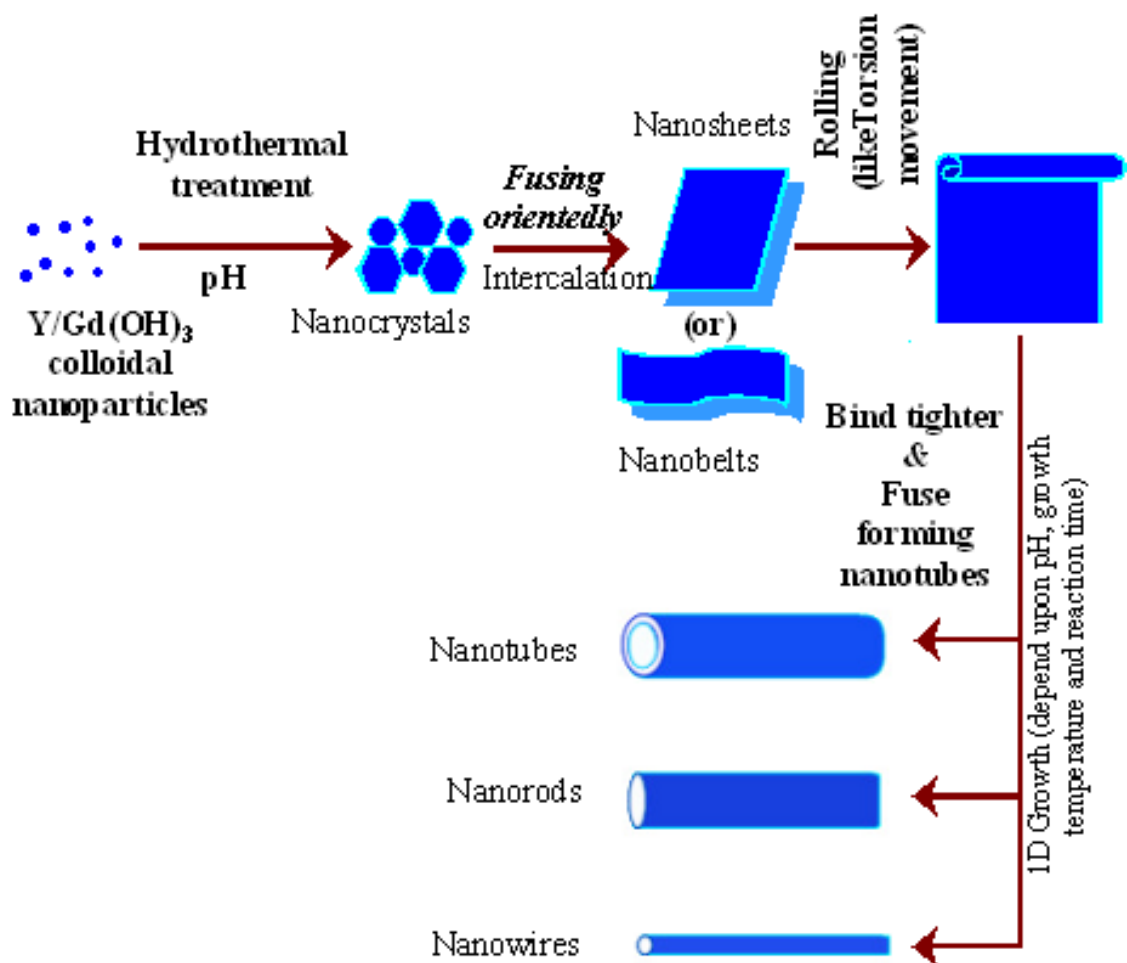 Hydrothermal
treatment
pH
Y/Gd(OH)3
colloidal
nanoparticles
Nanocrystals
Fusing
orientedly
Intercalation
Nanosheets
(or)
Nanobelts
Rolling
(likeTorsion
movement)
Bind tighter
&
Fuse
forming
nanotubes
1D Growth (depend upon pH, growth
temperature and reaction time)
Nanotubes
Nanorods
Nanowires